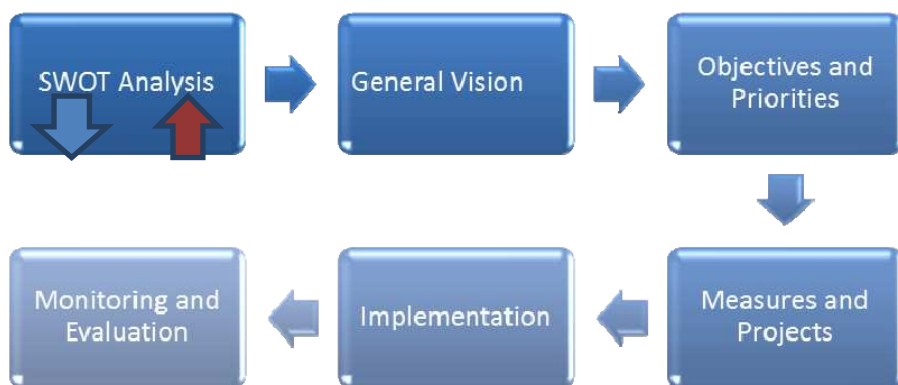 SWOT Analysis
General Vision
Objectives and
Priorities
Measures and
Projects
Implementation
Monitoring and
Evaluation